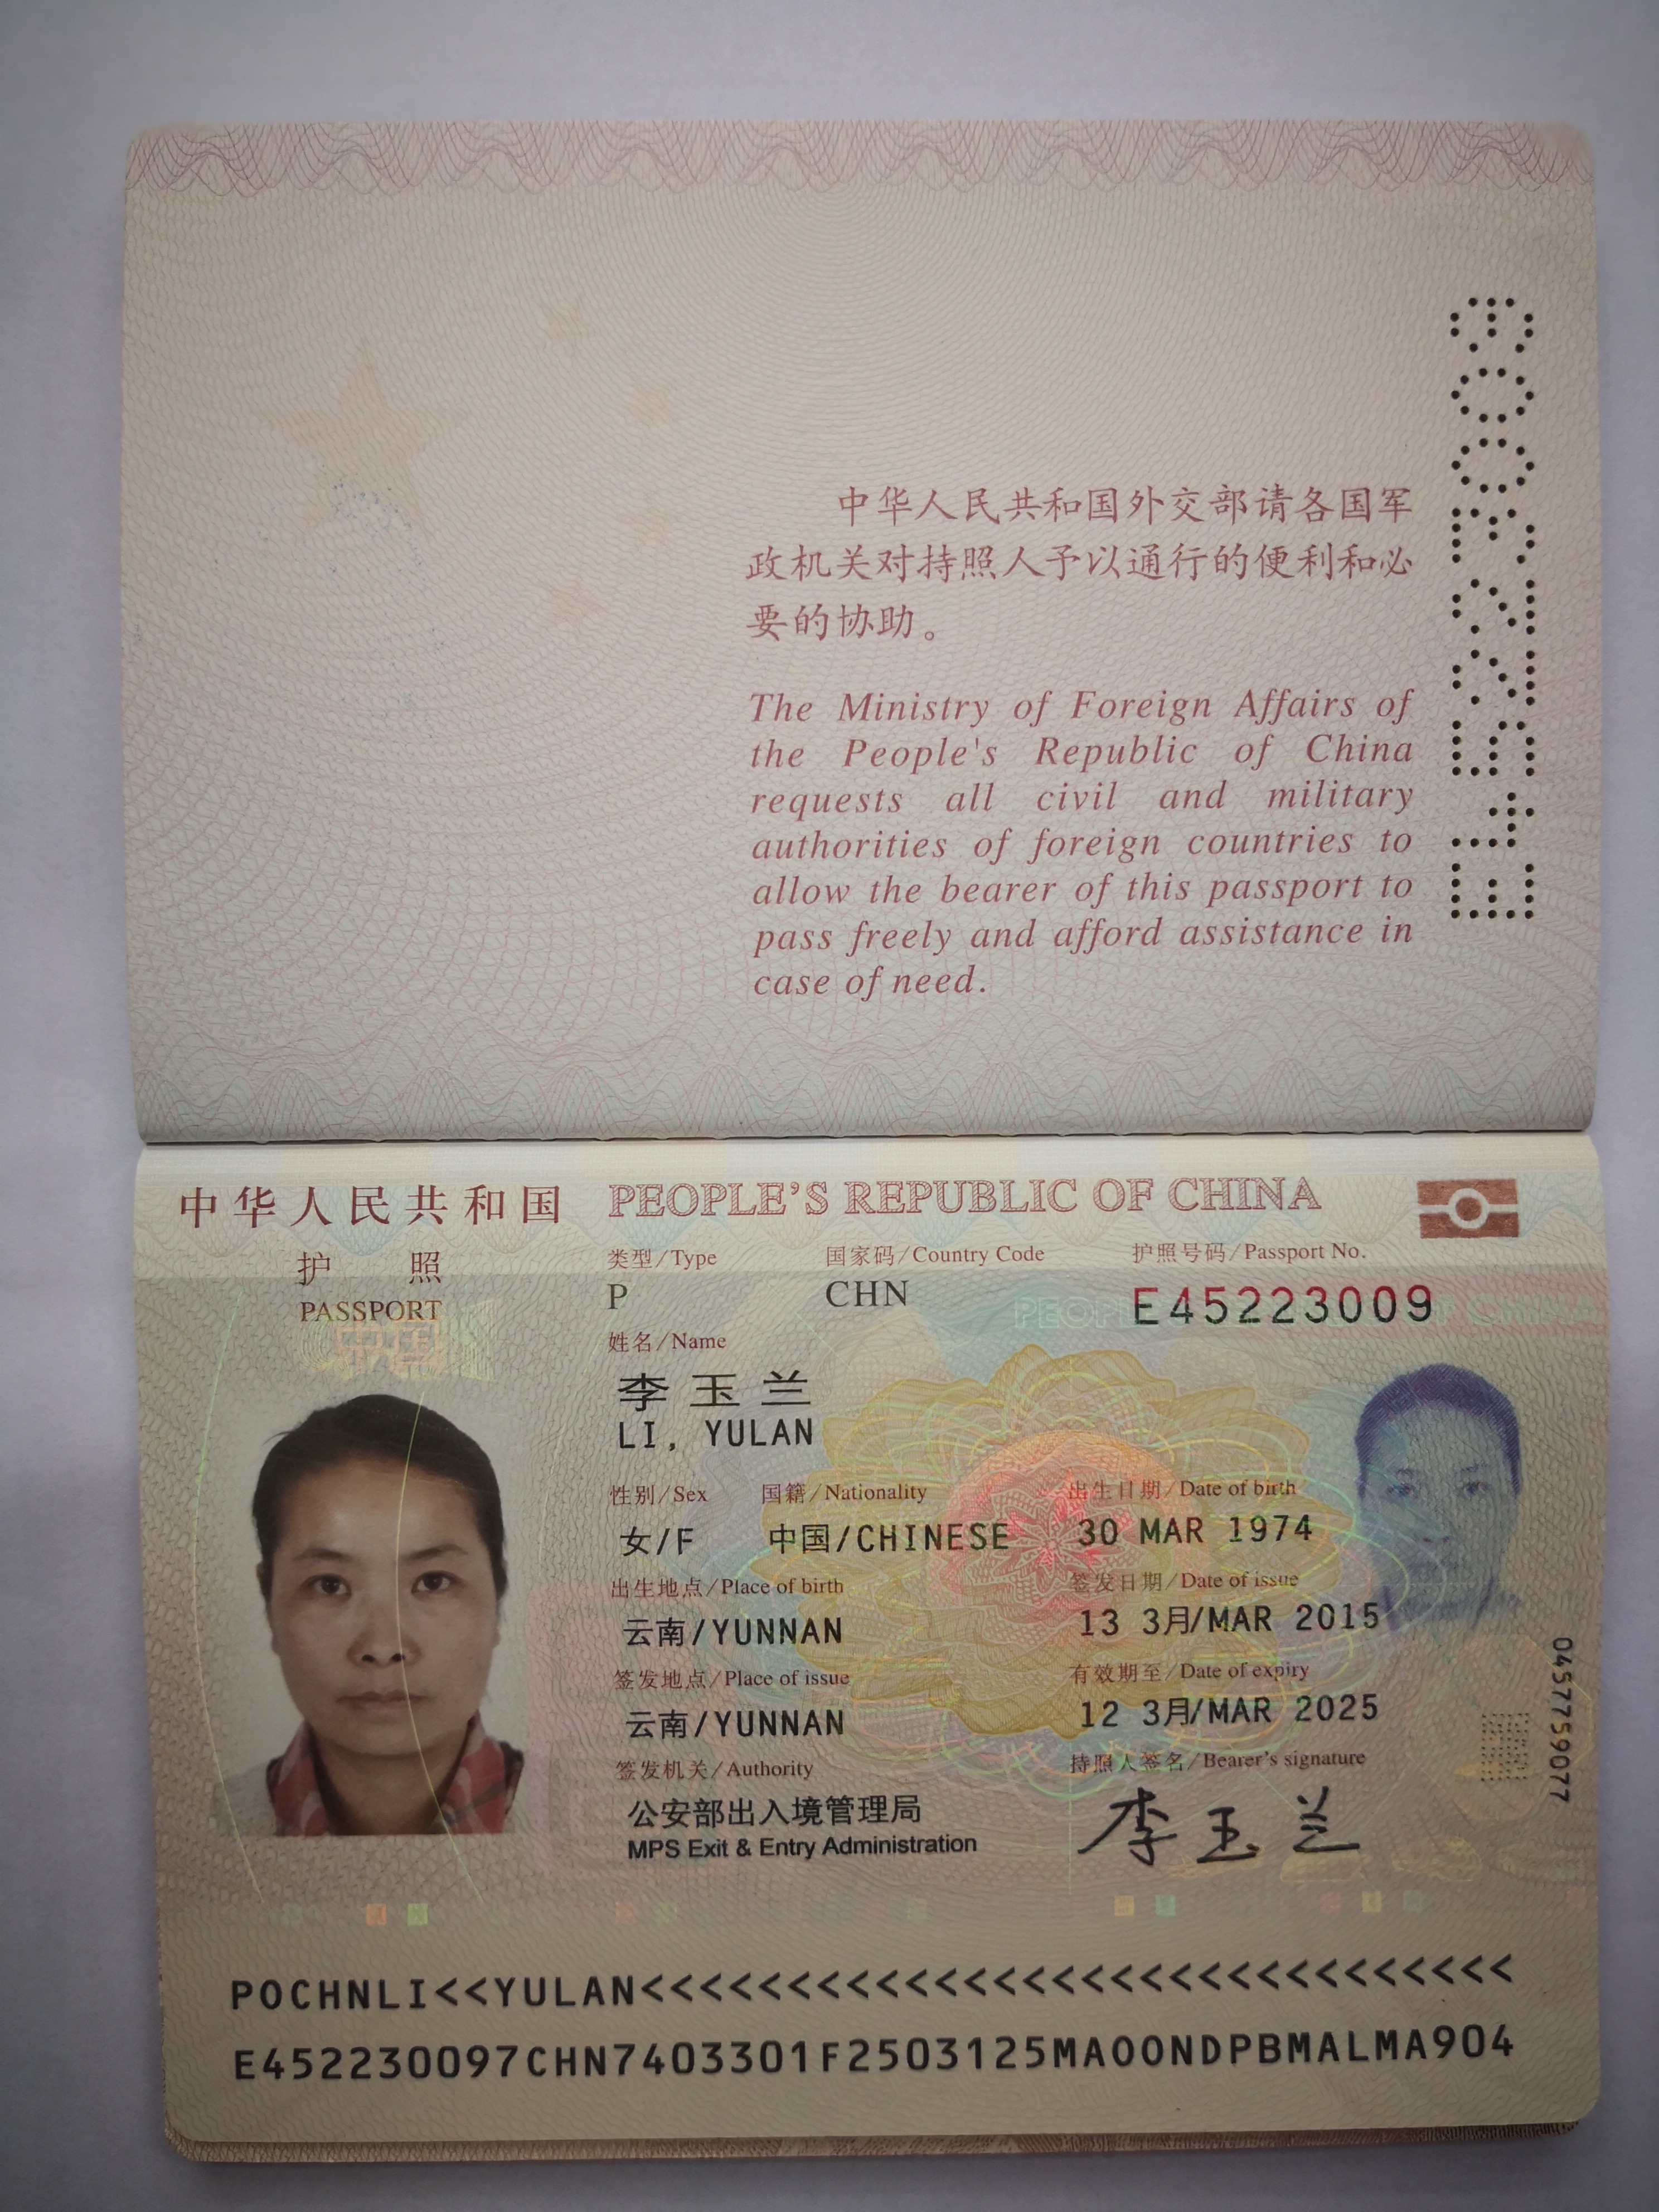 中华人民共和国外交部请各国军
政机关对持照人予以通行的便利和必
要的协助。
The Ministry of Foreign Affairs of
the People's Republic of China
requests all civil and military
authorities of foreign countries to
allow the bearer of this passport to
pass freely and afford assistance in
case of need.
E45223009
中华人民共和国 PEOPLE'S REPUBLIC OF CHINA
护 照
PASSPORT
类型/Type 国家码/Country Code 护照号码/Passport No.
P CHN E45223009
姓名/Name
李玉兰
LI, YULAN
性别/Sex 国籍/Nationality 出生日期/Date of birth
女/F 中国/CHINESE 30 MAR 1974
出生地点/Place of birth 签发日期/Date of issue
云南/YUNNAN 13 3月/MAR 2015
签发地点/Place of issue 有效期至/Date of expiry
云南/YUNNAN 12 3月/MAR 2025
签发机关/Authority 持照人签名/Bearer's signature
公安部出入境管理局
MPS Exit & Entry Administration
李玉兰
0457759077
POCHNLI<<YULAN<<<<<<<<<<<<<<<<<<<<<<<<<<<<<<
E452230097CHN7403301F2503125MAOONDPBMALMA904